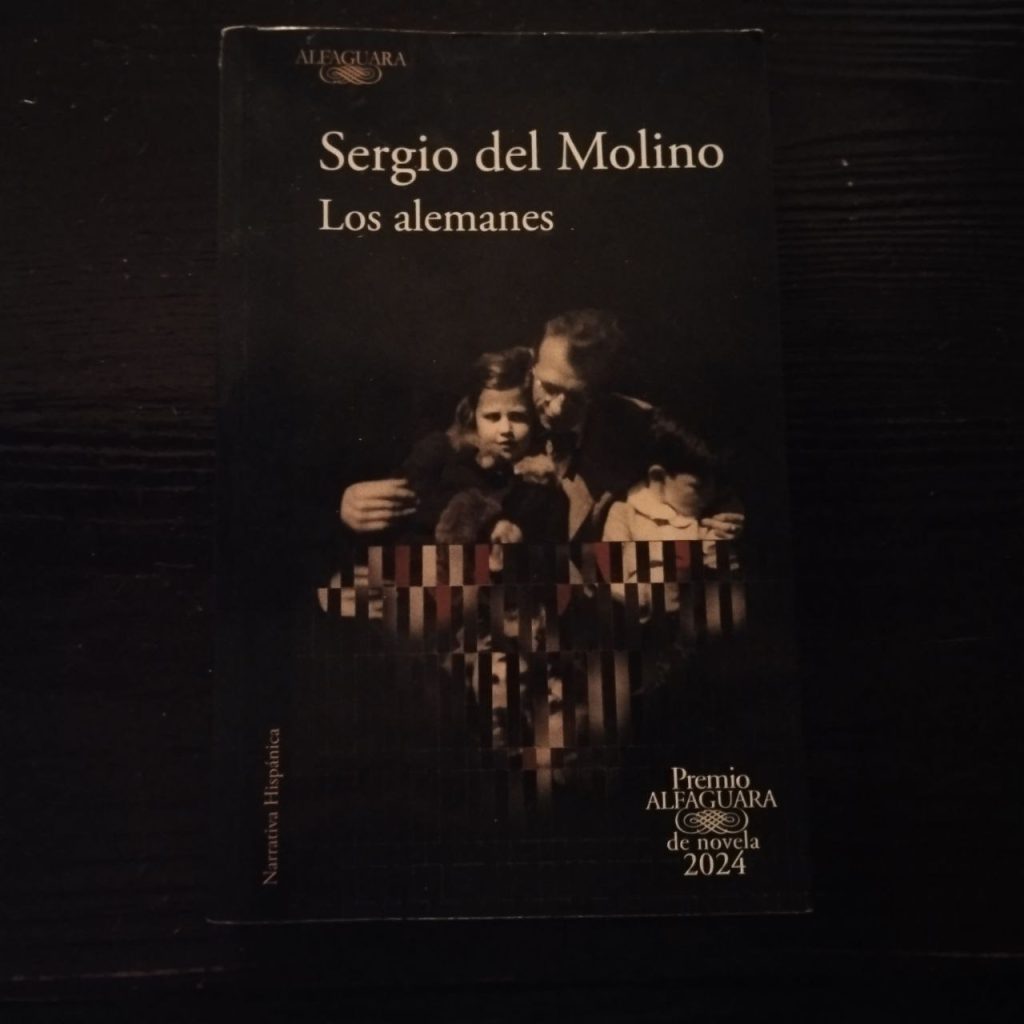 ALFAGUARA
Sergio del Molino
Los alemanes
Narrativa Hispánica
Premio
ALFAGUARA
de novela
2024